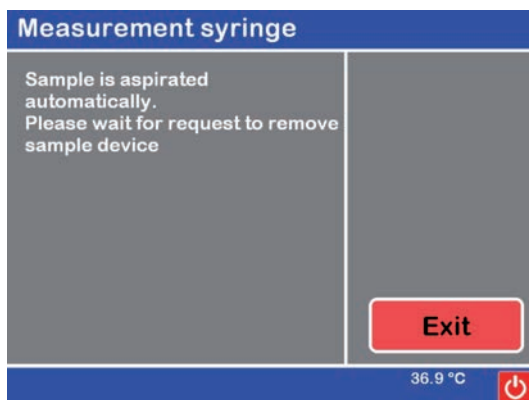 Measurement syringe
Sample is aspirated
automatically.
Please wait for request to remove
sample device
Exit
36.9 °C